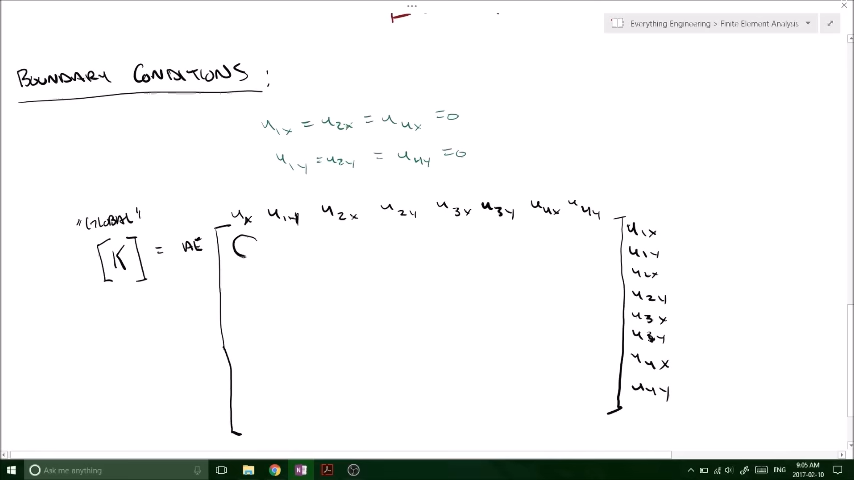 Everything Engineering > Finite Element Analysis
BOUNDARY CONDITIONS :
u1x = u2x = u4x = 0
u1y = u2y = u4y = 0
"GLOBAL"
ux u1y u2x u2y u3x u3y u4x u4y
[K] = AE
u1x
u1y
u2x
u2y
u3x
u3y
u4x
u4y
Ask me anything
ENG
9:05 AM
2017-02-10